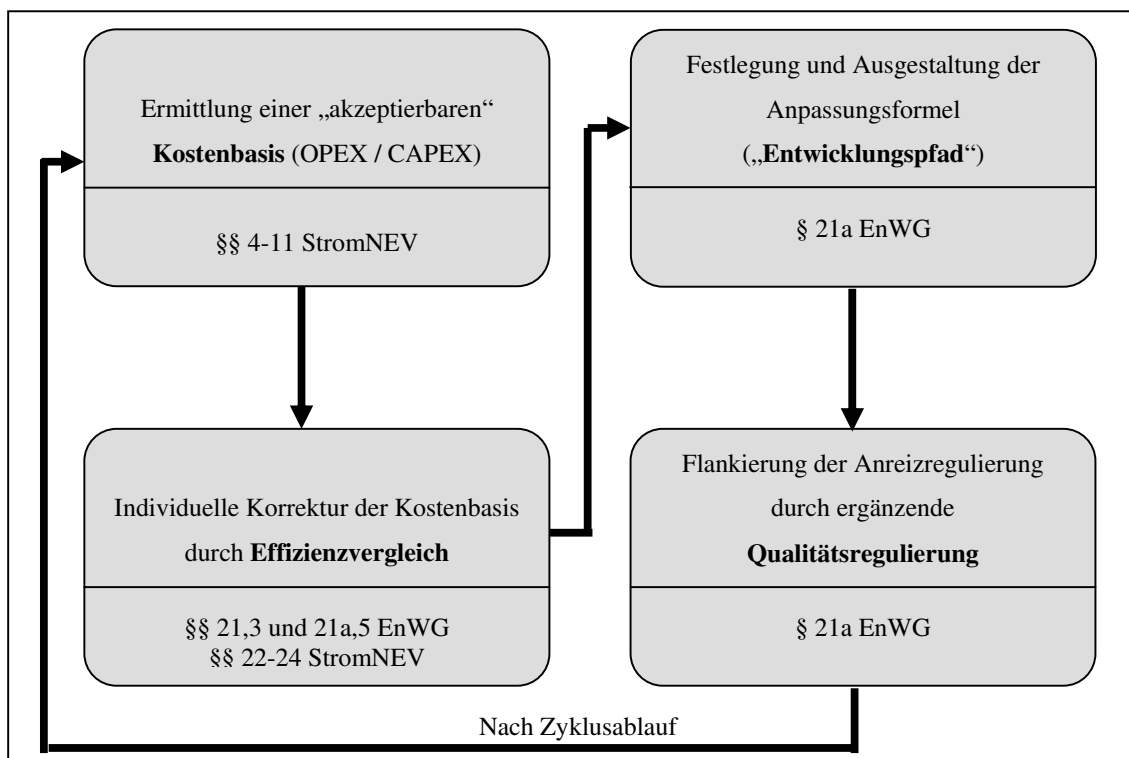 Ermittlung einer „akzeptierbaren“
Kostenbasis (OPEX / CAPEX)
§§ 4-11 StromNEV
Individuelle Korrektur der Kostenbasis
durch Effizienzvergleich
§§ 21,3 und 21a,5 EnWG
§§ 22-24 StromNEV
Festlegung und Ausgestaltung der
Anpassungsformel
(„Entwicklungspfad“)
§ 21a EnWG
Flankierung der Anreizregulierung
durch ergänzende
Qualitätsregulierung
§ 21a EnWG
Nach Zyklusablauf